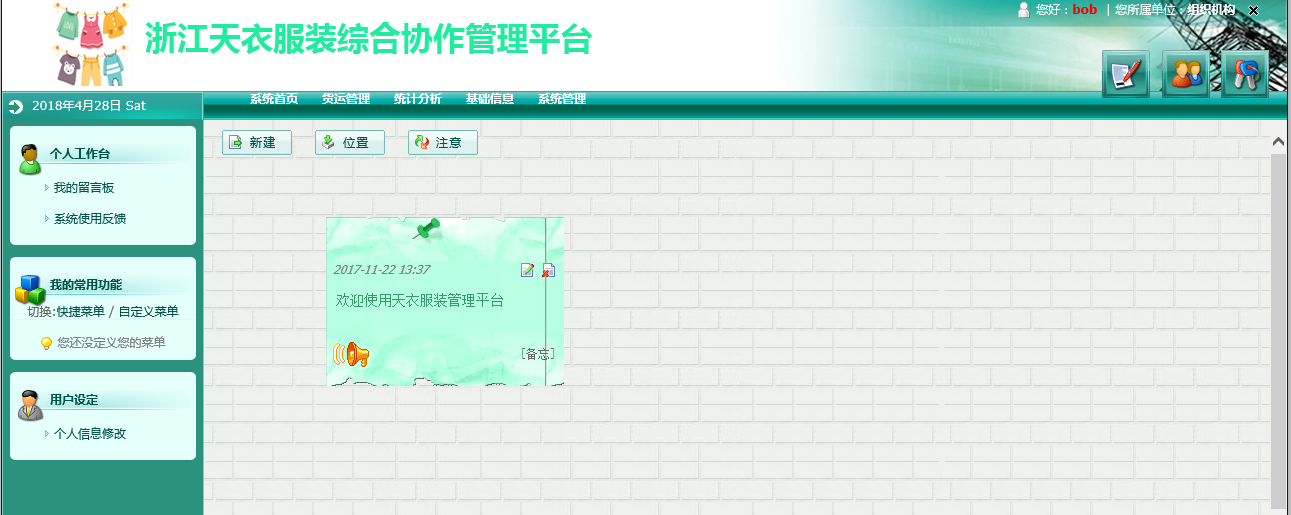 您好：bob ｜您所属单位：组织机构
浙江天衣服装综合协作管理平台
2018年4月28日 Sat
系统首页 货运管理 统计分析 基础信息 系统管理
新建 位置 注意
个人工作台
我的留言板
系统使用反馈
我的常用功能
切换:快捷菜单 / 自定义菜单
您还没定义您的菜单
用户设定
个人信息修改
2017-11-22 13:37
欢迎使用天衣服装管理平台
[备忘]